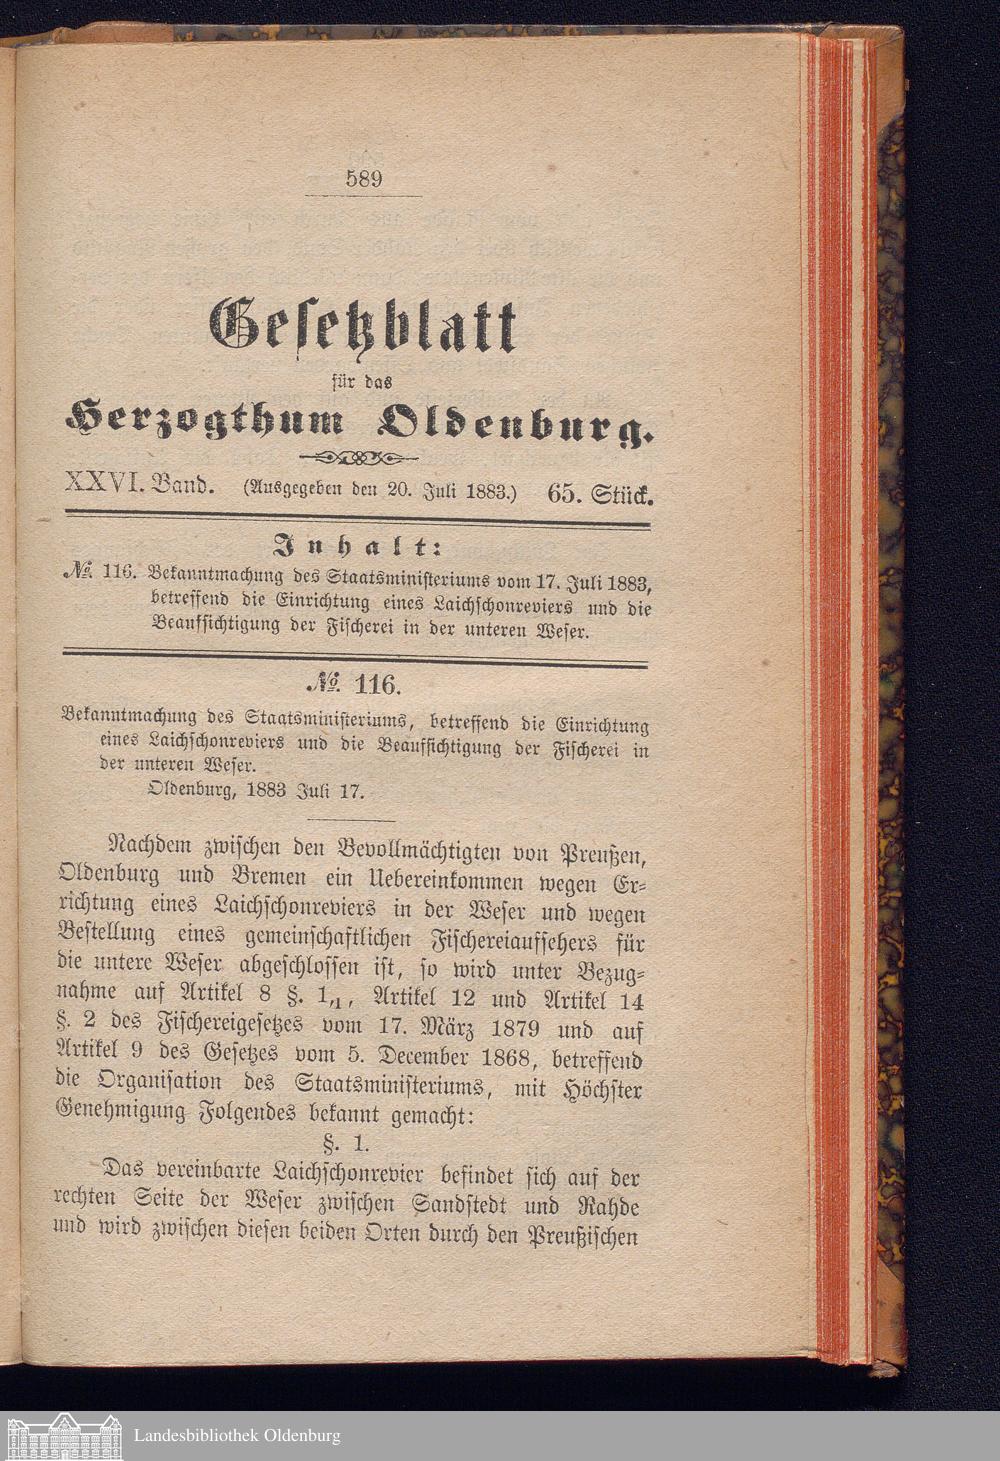 589
Gesetzblatt
für das
Herzogthum Oldenburg.
XXVI. Band. (Ausgegeben den 20. Juli 1883.) 65. Stück.
Inhalt:
№ 116. Bekanntmachung des Staatsministeriums vom 17. Juli 1883,
betreffend die Einrichtung eines Laichschonreviers und die
Beaufsichtigung der Fischerei in der unteren Weser.
№ 116.
Bekanntmachung des Staatsministeriums, betreffend die Einrichtung
eines Laichschonreviers und die Beaufsichtigung der Fischerei in
der unteren Weser.
Oldenburg, 1883 Juli 17.
Nachdem zwischen den Bevollmächtigten von Preußen,
Oldenburg und Bremen ein Uebereinkommen wegen Er-
richtung eines Laichschonreviers in der Weser und wegen
Bestellung eines gemeinschaftlichen Fischereiaufsehers für
die untere Weser abgeschlossen ist, so wird unter Bezug-
nahme auf Artikel 8 §. 1,1, Artikel 12 und Artikel 14
§. 2 des Fischereigesetzes vom 17. März 1879 und auf
Artikel 9 des Gesetzes vom 5. December 1868, betreffend
die Organisation des Staatsministeriums, mit Höchster
Genehmigung Folgendes bekannt gemacht:
§. 1.
Das vereinbarte Laichschonrevier befindet sich auf der
rechten Seite der Weser zwischen Sandstedt und Rahde
und wird zwischen diesen beiden Orten durch den Preußischen
Landesbibliothek Oldenburg